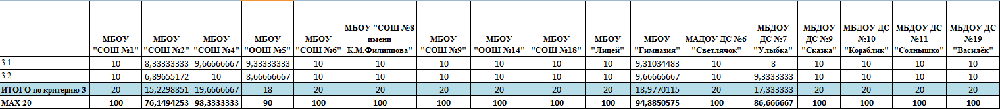 МБОУ "СОШ №1" МБОУ "СОШ №2" МБОУ "СОШ №4" МБОУ "ООШ №5" МБОУ "СОШ №6" МБОУ "СОШ №8 имени К.М.Филиппова" МБОУ "СОШ №9" МБОУ "ООШ №14" МБОУ "СОШ №18" МБОУ "Лицей" МБОУ "Гимназия" МАДОУ ДС №6 "Светлячок" МБДОУ ДС №7 "Улыбка" МБДОУ ДС №9 "Сказка" МБДОУ ДС №10 "Кораблик" МБДОУ ДС №11 "Солнышко" МБДОУ ДС №19 "Василёк"
3.1. 10 8,33333333 9,66666667 9,33333333 10 10 10 10 10 10 9,31034483 10 8 10 10 10 10
3.2. 10 6,89655172 10 8,66666667 10 10 10 10 10 10 9,66666667 10 9,3333333 10 10 10 10
ИТОГО по критерию 3 20 15,2298851 19,6666667 18 20 20 20 20 20 20 18,9770115 20 17,333333 20 20 20 20
МАХ 20 100 76,1494253 98,3333333 90 100 100 100 100 100 100 94,8850575 100 86,666667 100 100 100 100